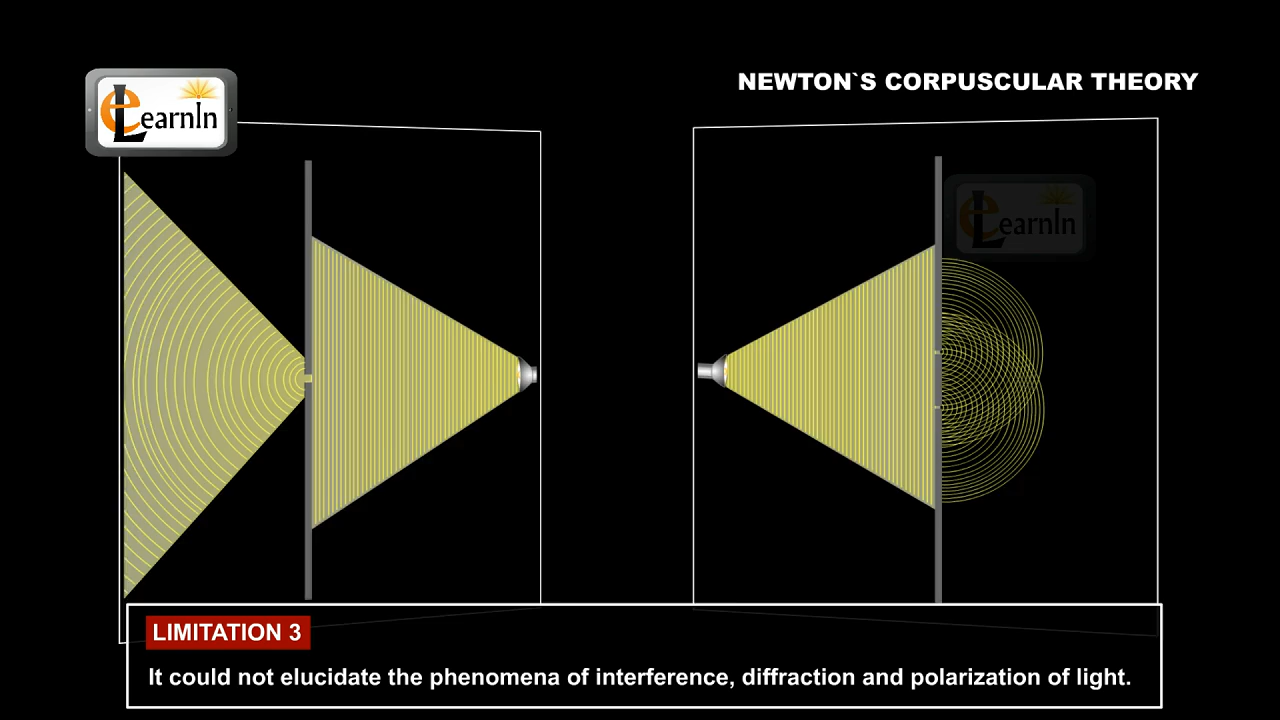 NEWTON`S CORPUSCULAR THEORY
eLearnIn
eLearnIn
LIMITATION 3
It could not elucidate the phenomena of interference, diffraction and polarization of light.